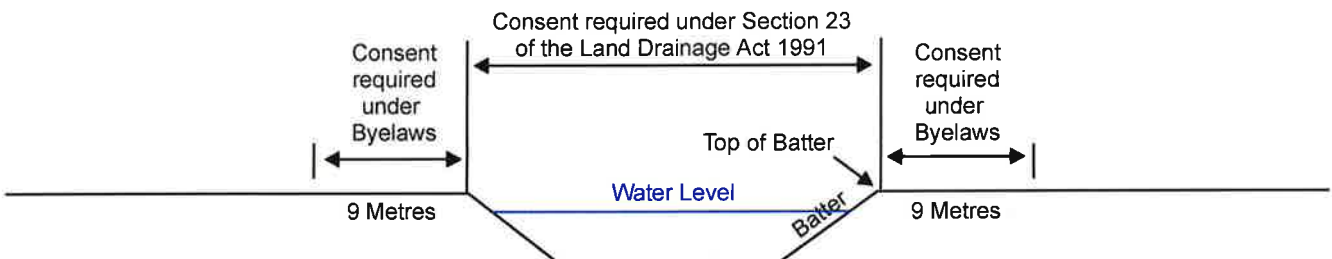 Consent required under Section 23
of the Land Drainage Act 1991
Consent
required
under
Byelaws
Consent
required
under
Byelaws
Top of Batter
Water Level
Batter
9 Metres
9 Metres